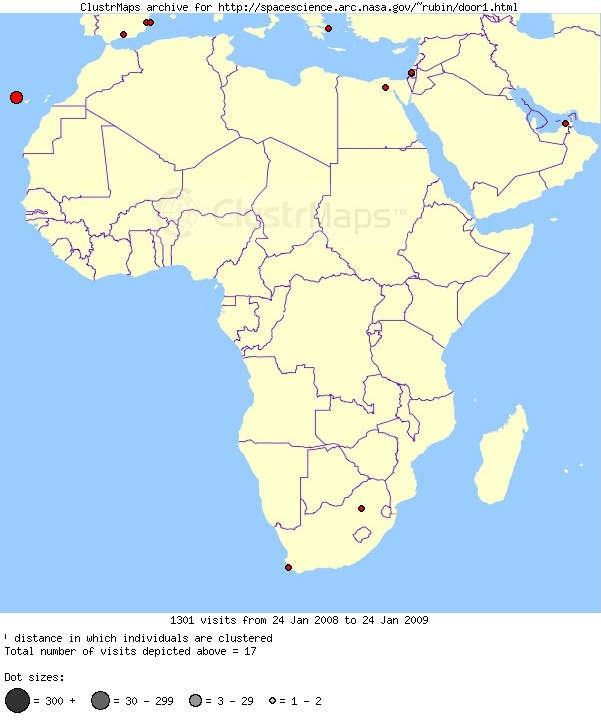 ClustrMaps archive for http://spacescience.arc.nasa.gov/~rubin/door1.html
ClustrMaps™
1301 visits from 24 Jan 2008 to 24 Jan 2009
' distance in which individuals are clustered
Total number of visits depicted above = 17
Dot sizes:
= 300 + = 30 - 299 = 3 - 29 = 1 - 2